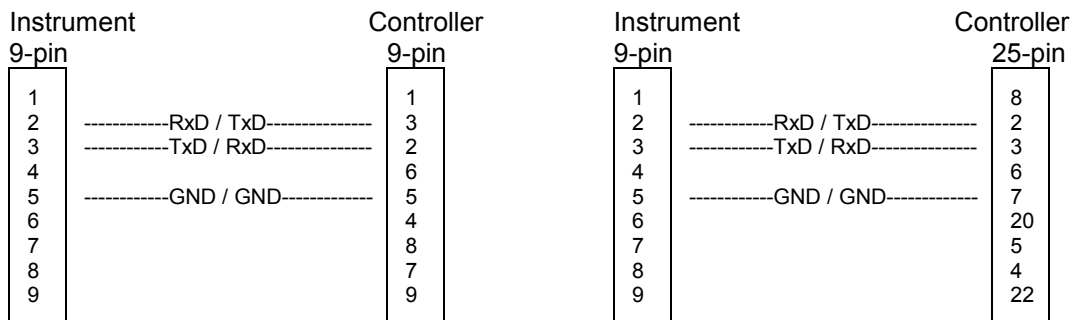 Instrument Controller Instrument Controller
9-pin 9-pin 9-pin 25-pin
1 1 1 8
2 ------------RxD / TxD--------------- 3 2 ------------RxD / TxD--------------- 2
3 ------------TxD / RxD--------------- 2 3 ------------TxD / RxD--------------- 3
4 6 4 6
5 ------------GND / GND------------- 5 5 ------------GND / GND------------- 7
6 4 6 20
7 8 7 5
8 7 8 4
9 9 9 22